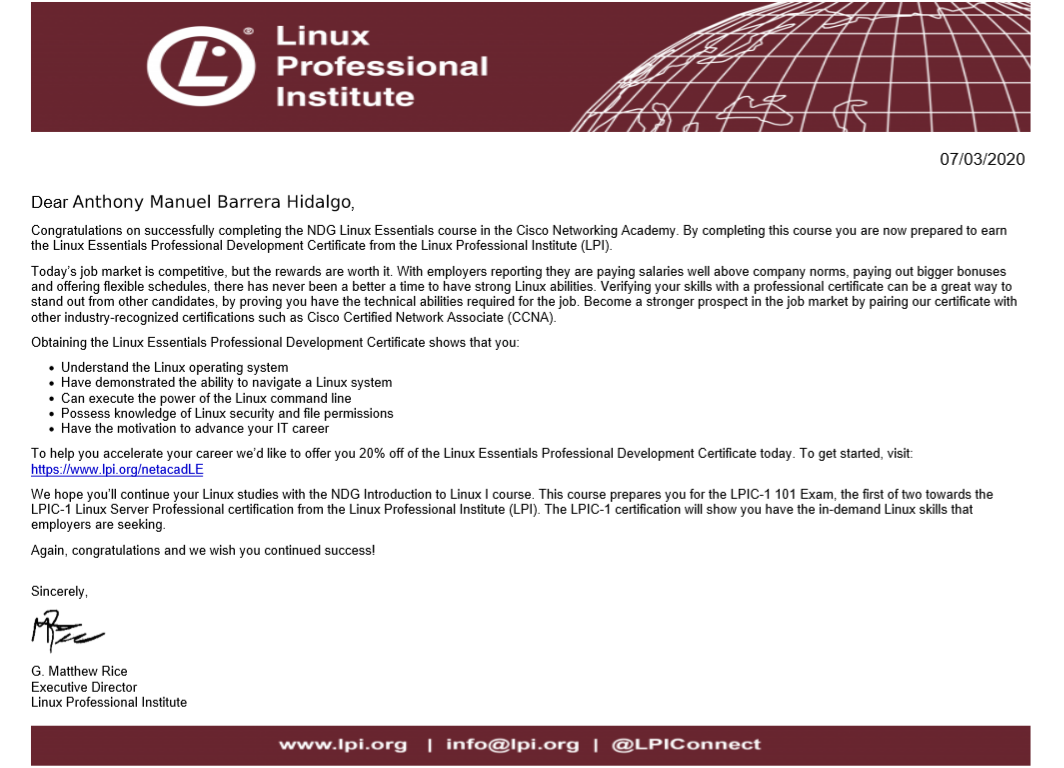 Linux
Professional
Institute
07/03/2020
Dear Anthony Manuel Barrera Hidalgo,
Congratulations on successfully completing the NDG Linux Essentials course in the Cisco Networking Academy. By completing this course you are now prepared to earn
the Linux Essentials Professional Development Certificate from the Linux Professional Institute (LPI).
Today's job market is competitive, but the rewards are worth it. With employers reporting they are paying salaries well above company norms, paying out bigger bonuses
and offering flexible schedules, there has never been a better a time to have strong Linux abilities. Verifying your skills with a professional certificate can be a great way to
stand out from other candidates, by proving you have the technical abilities required for the job. Become a stronger prospect in the job market by pairing our certificate with
other industry-recognized certifications such as Cisco Certified Network Associate (CCNA).
Obtaining the Linux Essentials Professional Development Certificate shows that you:
• Understand the Linux operating system
• Have demonstrated the ability to navigate a Linux system
• Can execute the power of the Linux command line
• Possess knowledge of Linux security and file permissions
• Have the motivation to advance your IT career
To help you accelerate your career we'd like to offer you 20% off of the Linux Essentials Professional Development Certificate today. To get started, visit:
https://www.lpi.org/netacadLE
We hope you'll continue your Linux studies with the NDG Introduction to Linux I course. This course prepares you for the LPIC-1 101 Exam, the first of two towards the
LPIC-1 Linux Server Professional certification from the Linux Professional Institute (LPI). The LPIC-1 certification will show you have the in-demand Linux skills that
employers are seeking.
Again, congratulations and we wish you continued success!
Sincerely,
G. Matthew Rice
Executive Director
Linux Professional Institute
www.lpi.org | info@lpi.org | @LPIConnect